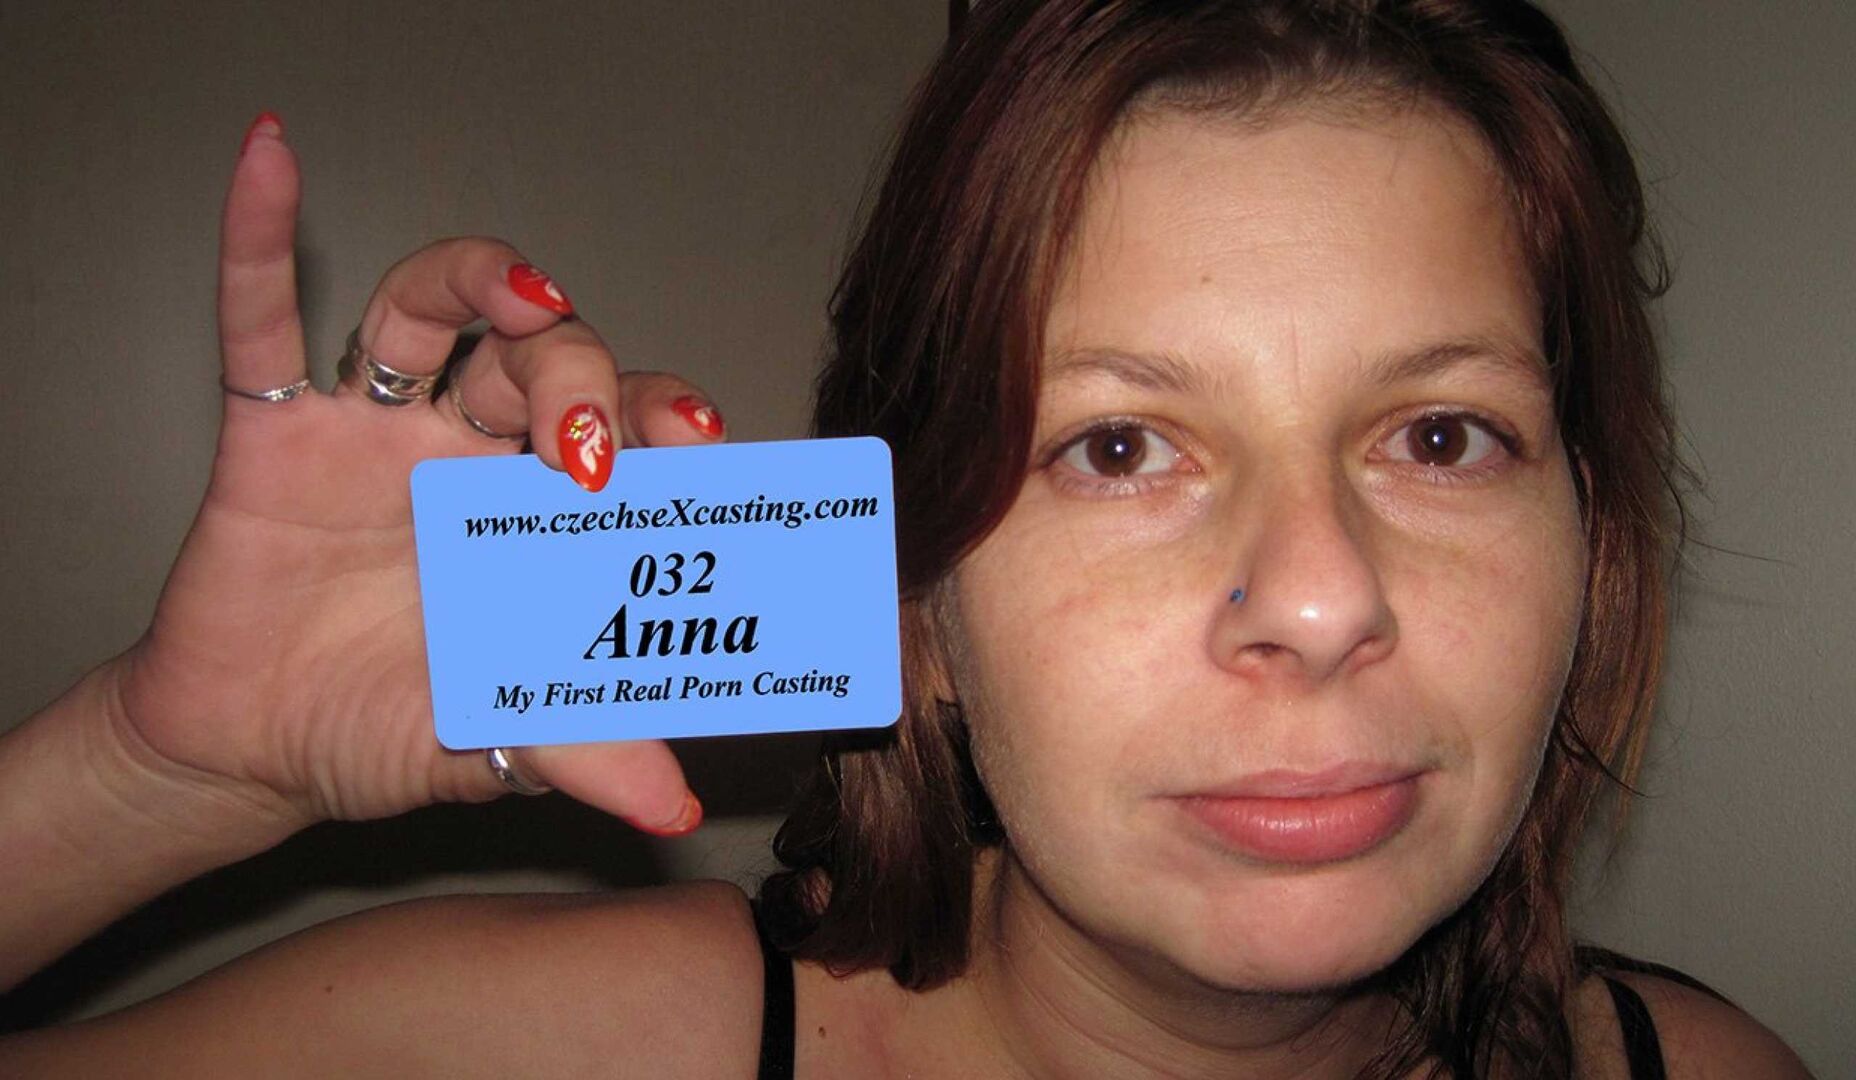 www.czechseXcasting.com
032
Anna
My First Real Porn Casting